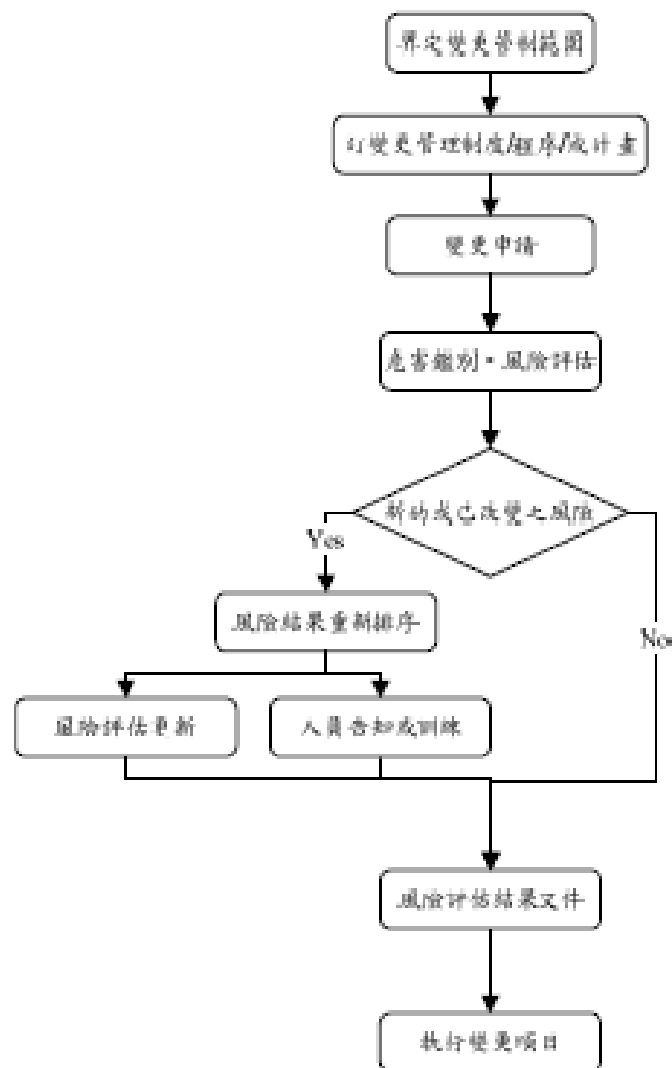 界定變更管制範圍
訂變更管理制度/程序/或計畫
變更申請
危害鑑別、風險評估
新的或已改變之風險
Yes
風險結果重新排序
No
風險評估更新
人員告知或訓練
風險評估結果文件
執行變更項目